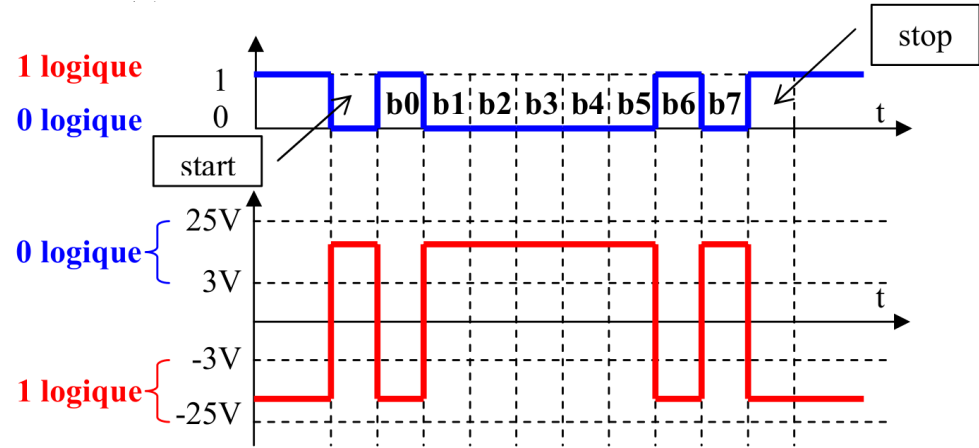 stop
1 logique 1
0 logique 0 b0 b1 b2 b3 b4 b5 b6 b7 t
start
25V
0 logique
3V
t
-3V
1 logique
-25V